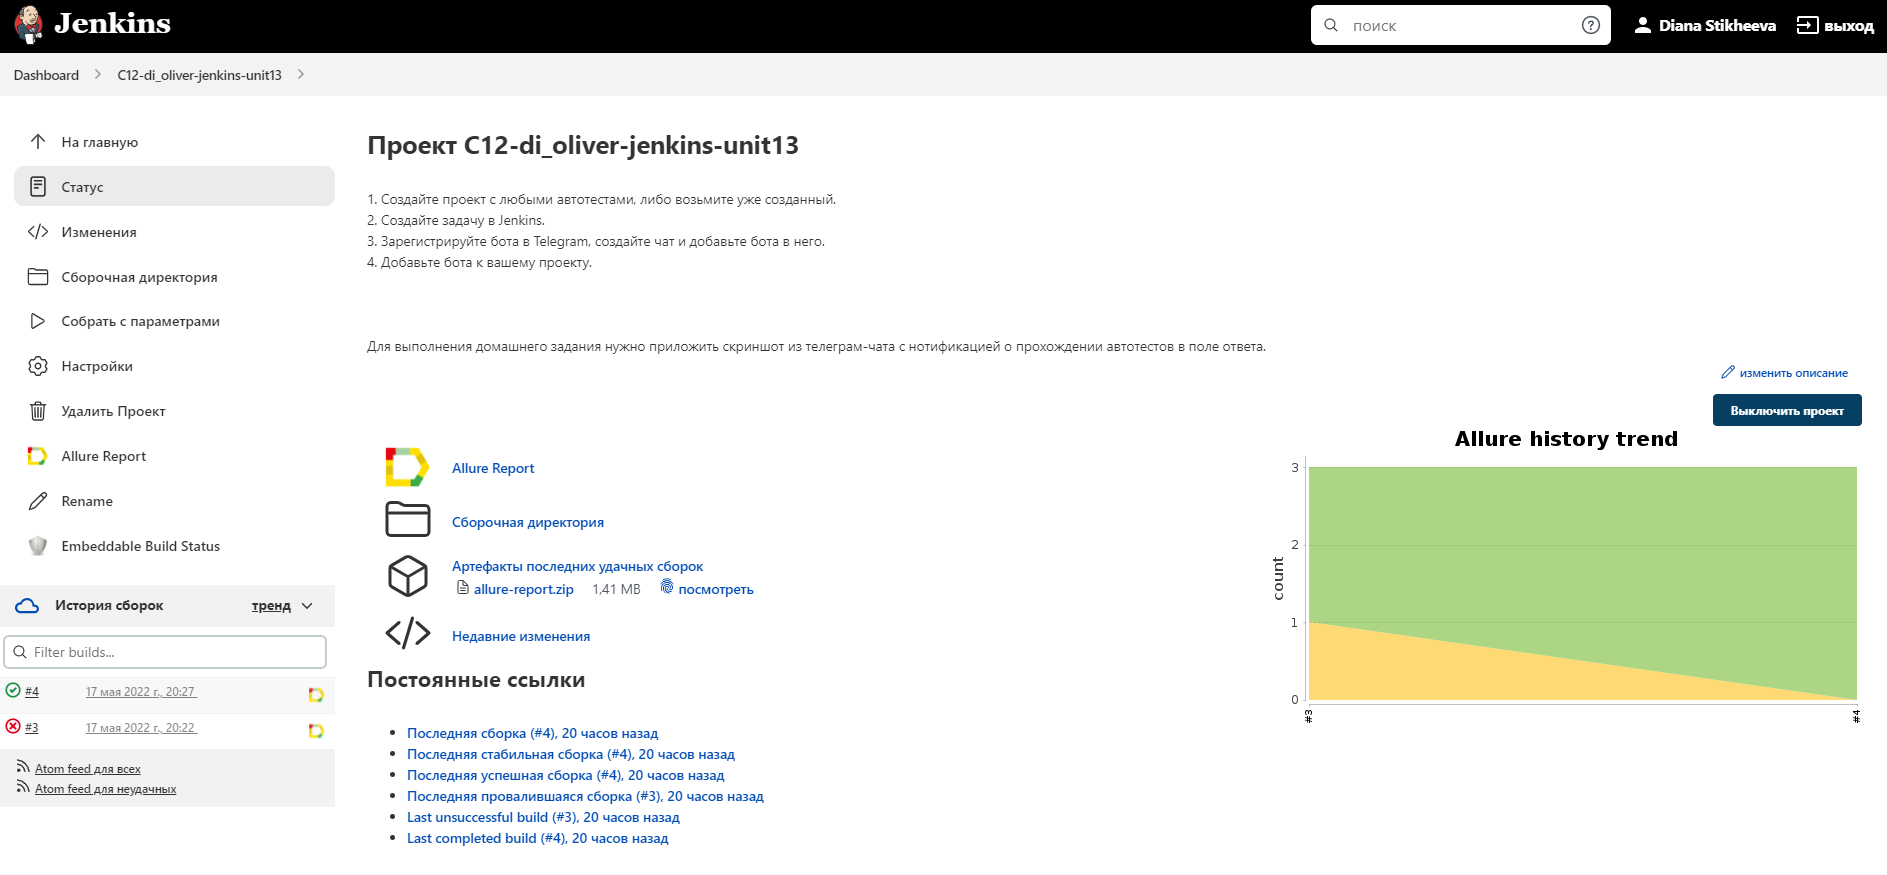 Jenkins
поиск
Diana Stikheeva
выход
Dashboard
C12-di_oliver-jenkins-unit13
На главную
Статус
Изменения
Сборочная директория
Собрать с параметрами
Настройки
Удалить Проект
Allure Report
Rename
Embeddable Build Status
История сборок
тренд
Filter builds...
#4 17 мая 2022 г., 20:27
#3 17 мая 2022 г., 20:22
Atom feed для всех
Atom feed для неудачных
Проект C12-di_oliver-jenkins-unit13
1. Создайте проект с любыми автотестами, либо возьмите уже созданный.
2. Создайте задачу в Jenkins.
3. Зарегистрируйте бота в Telegram, создайте чат и добавьте бота в него.
4. Добавьте бота к вашему проекту.
Для выполнения домашнего задания нужно приложить скриншот из телеграм-чата с нотификацией о прохождении автотестов в поле ответа.
изменить описание
Выключить проект
Allure Report
Сборочная директория
Артефакты последних удачных сборок
allure-report.zip 1,41 MB посмотреть
Недавние изменения
Allure history trend
count
3
2
1
0
#3
#4
Постоянные ссылки
Последняя сборка (#4), 20 часов назад
Последняя стабильная сборка (#4), 20 часов назад
Последняя успешная сборка (#4), 20 часов назад
Последняя провалившаяся сборка (#3), 20 часов назад
Last unsuccessful build (#3), 20 часов назад
Last completed build (#4), 20 часов назад